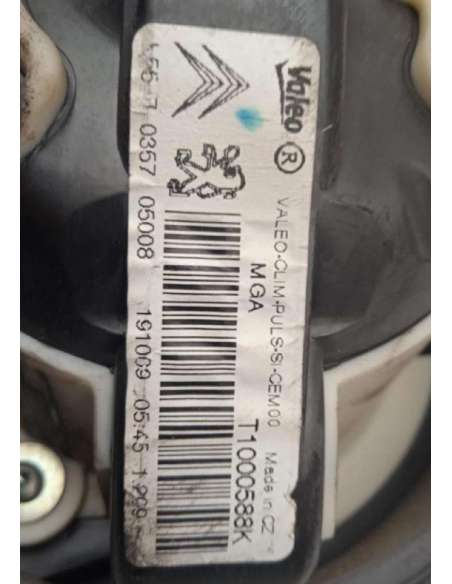 Valeo ®
VALEO-CLIM-PULS-SI-CEM00 Made in CZ
MGA T1000588K
0357 05008 191009 05:45